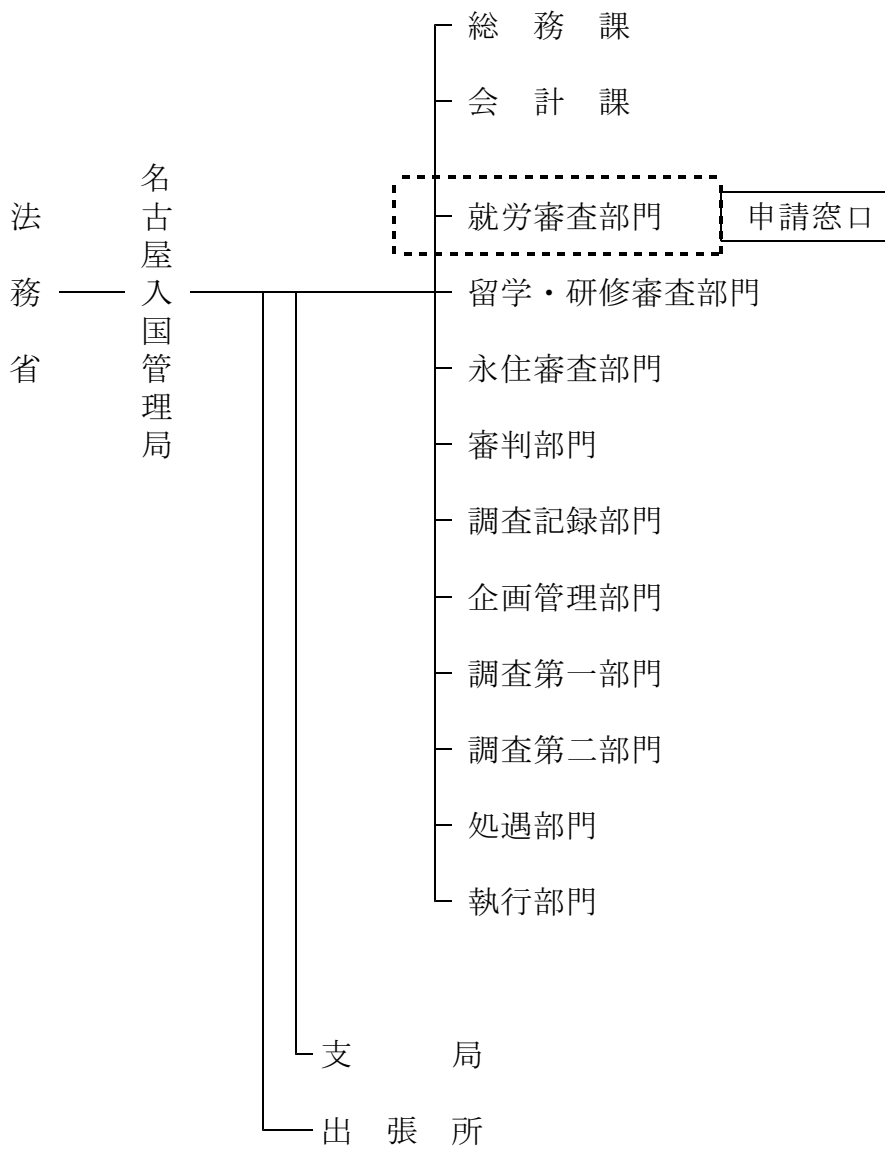 法務省
名古屋入国管理局
総務課
会計課
就労審査部門
申請窓口
留学・研修審査部門
永住審査部門
審判部門
調査記録部門
企画管理部門
調査第一部門
調査第二部門
処遇部門
執行部門
支局
出張所